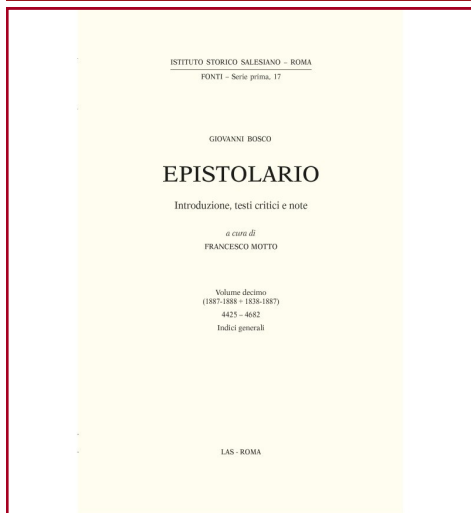 ISTITUTO STORICO SALESIANO – ROMA
FONTI – Serie prima, 17
GIOVANNI BOSCO
EPISTOLARIO
Introduzione, testi critici e note
a cura di
FRANCESCO MOTTO
Volume decimo
(1887-1888 + 1838-1887)
4425 – 4682
Indici generali
LAS - ROMA